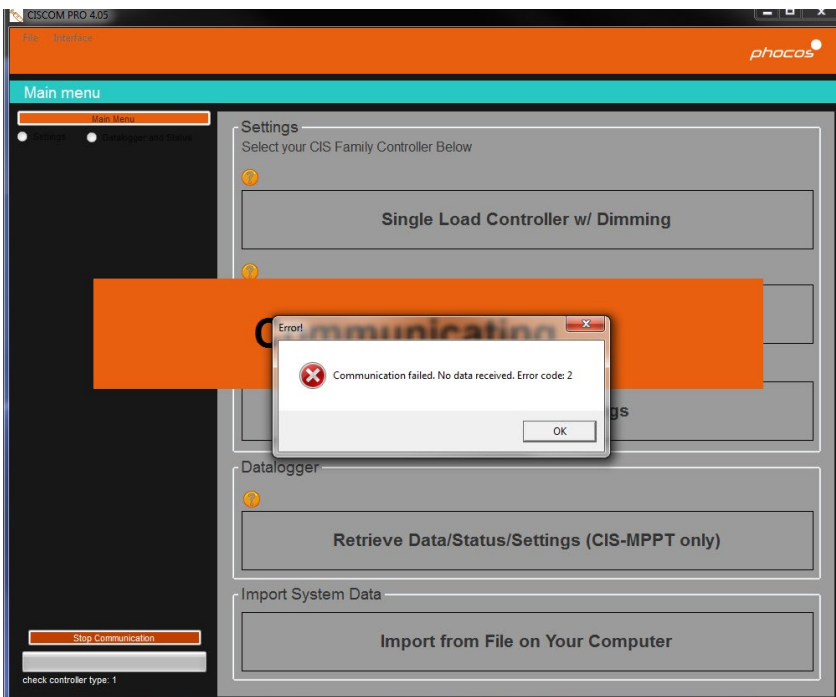 CISCOM PRO 4.05
File Interface
phocos
Main menu
Main Menu
Settings Datalogger and Status
Settings
Select your CIS Family Controller Below
?
Single Load Controller w/ Dimming
?
Communicating
Error!
Communication failed. No data received. Error code: 2
OK
gs
Datalogger
?
Retrieve Data/Status/Settings (CIS-MPPT only)
Import System Data
Import from File on Your Computer
Stop Communication
check controller type: 1